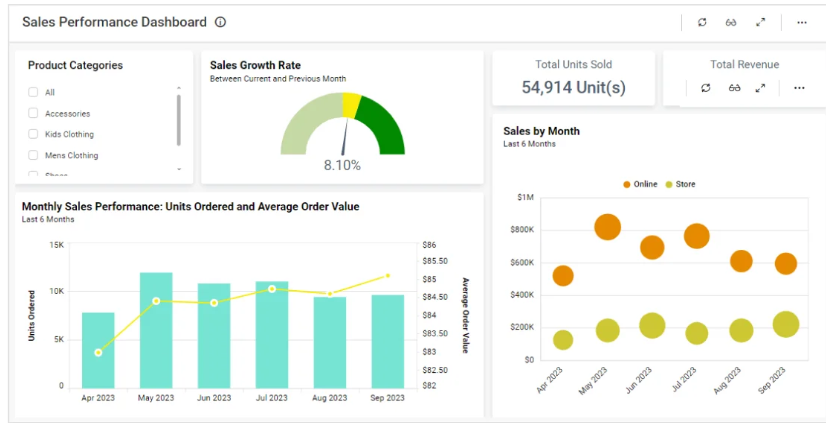 Sales Performance Dashboard
Product Categories
All
Accessories
Kids Clothing
Mens Clothing
Sales Growth Rate
Between Current and Previous Month
8.10%
Total Units Sold
54,914 Unit(s)
Total Revenue
Monthly Sales Performance: Units Ordered and Average Order Value
Last 6 Months
Units Ordered
15K
10K
5K
0
$86
$85.50
$85
$84.50
$84
$83.50
$83
$82.50
$82
Average Order Value
Apr 2023 May 2023 Jun 2023 Jul 2023 Aug 2023 Sep 2023
Sales by Month
Last 6 Months
Online Store
$1M
$800K
$600K
$400K
$200K
$0
Apr 2023 May 2023 Jun 2023 Jul 2023 Aug 2023 Sep 2023